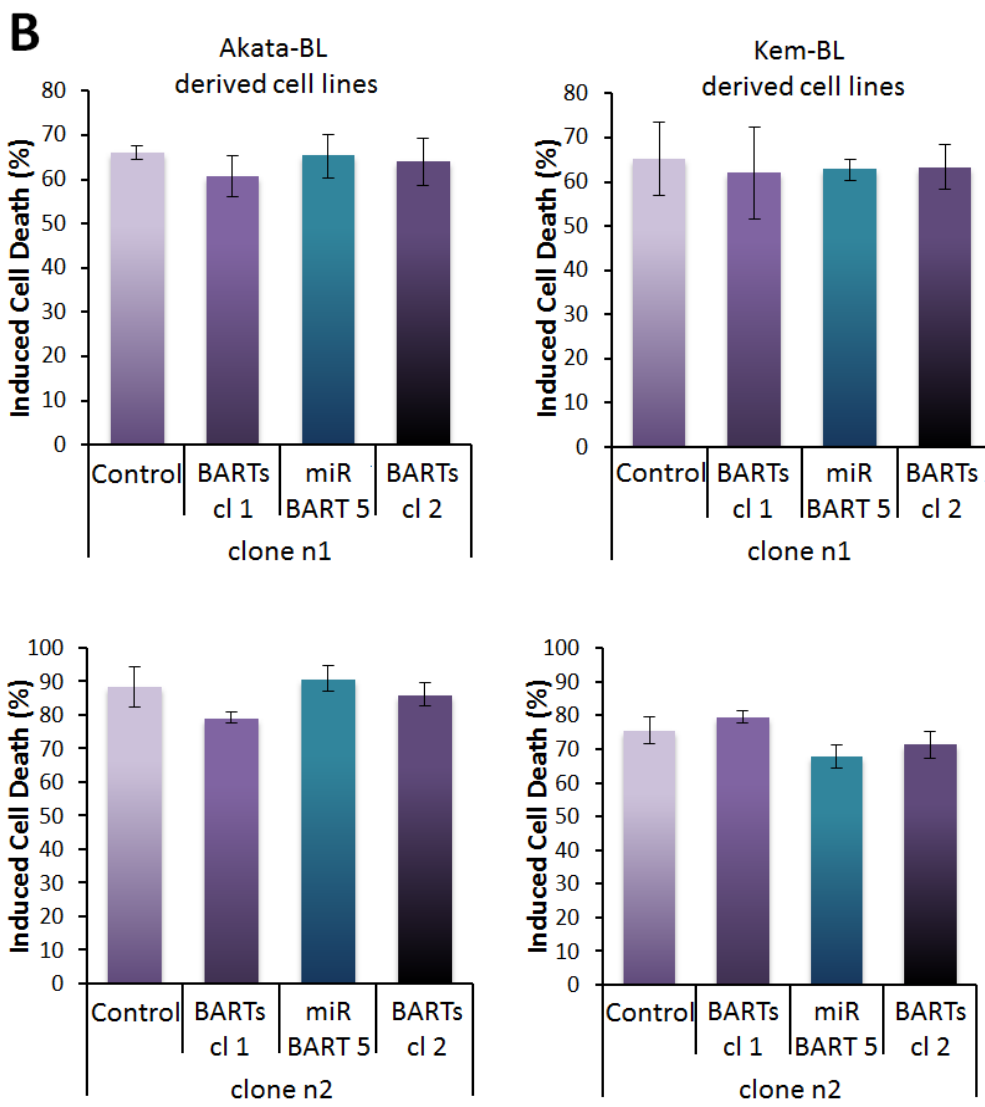 B
Akata-BL
derived cell lines
Induced Cell Death (%)
80
70
60
50
40
30
20
10
0
Control
BARTs
cl 1
miR
BART 5
BARTs
cl 2
clone n1
Kem-BL
derived cell lines
Induced Cell Death (%)
80
70
60
50
40
30
20
10
0
Control
BARTs
cl 1
miR
BART 5
BARTs
cl 2
clone n1
Induced Cell Death (%)
100
90
80
70
60
50
40
30
20
10
0
Control
BARTs
cl 1
miR
BART 5
BARTs
cl 2
clone n2
Induced Cell Death (%)
100
90
80
70
60
50
40
30
20
10
0
Control
BARTs
cl 1
miR
BART 5
BARTs
cl 2
clone n2